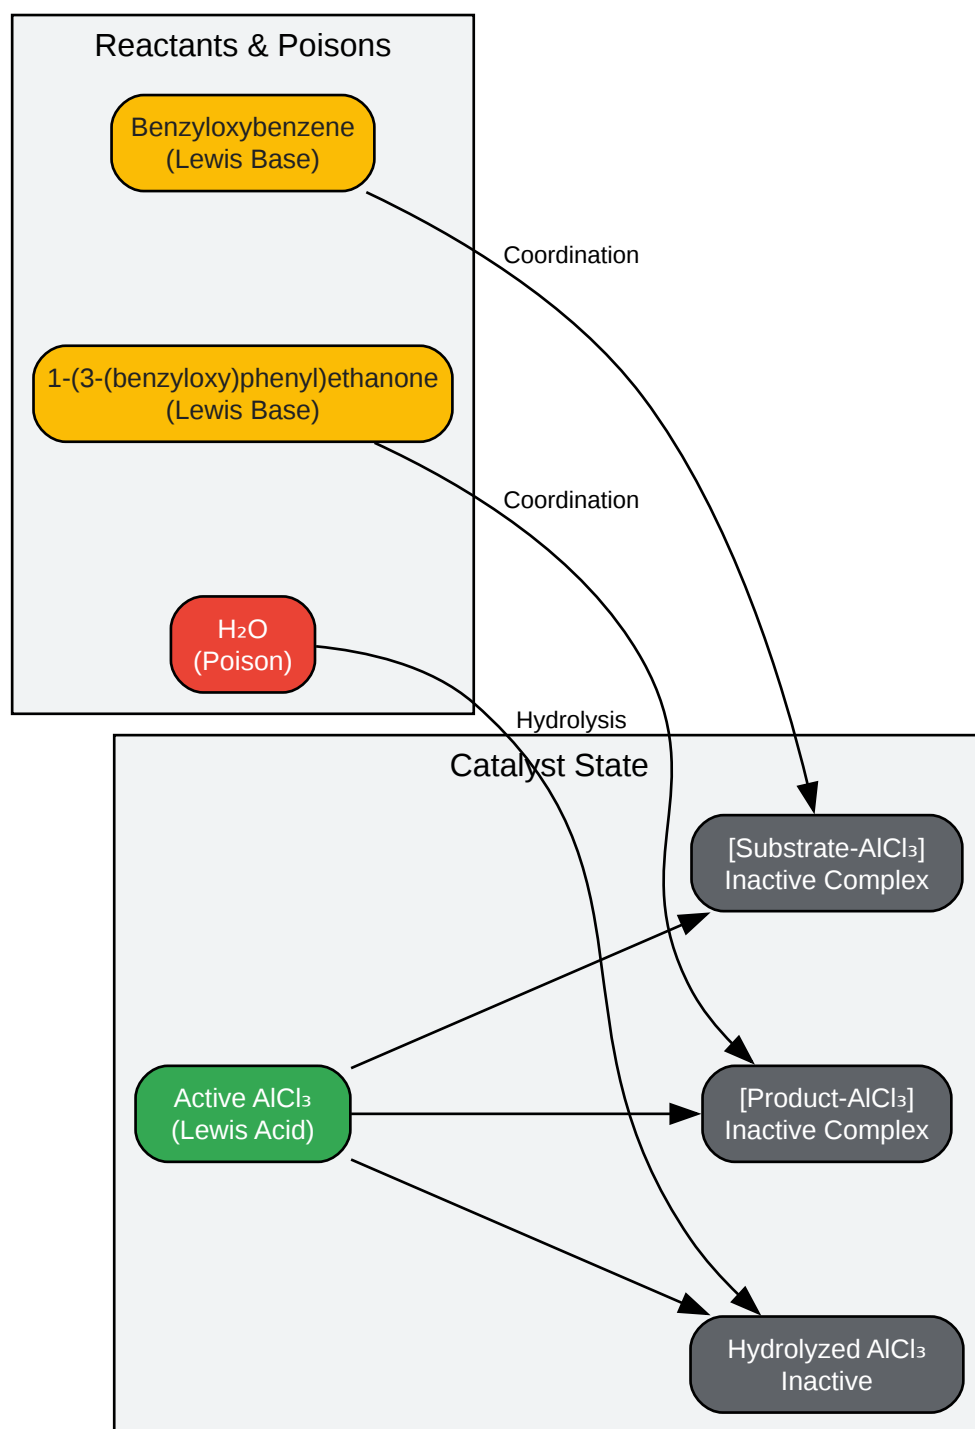 Reactants & Poisons
Benzyloxybenzene
(Lewis Base)
Coordination
1-(3-(benzyloxy)phenyl)ethanone
(Lewis Base)
Coordination
H₂O
(Poison)
Hydrolysis
Catalyst State
[Substrate-AlCl₃]
Inactive Complex
Active AlCl₃
(Lewis Acid)
[Product-AlCl₃]
Inactive Complex
Hydrolyzed AlCl₃
Inactive